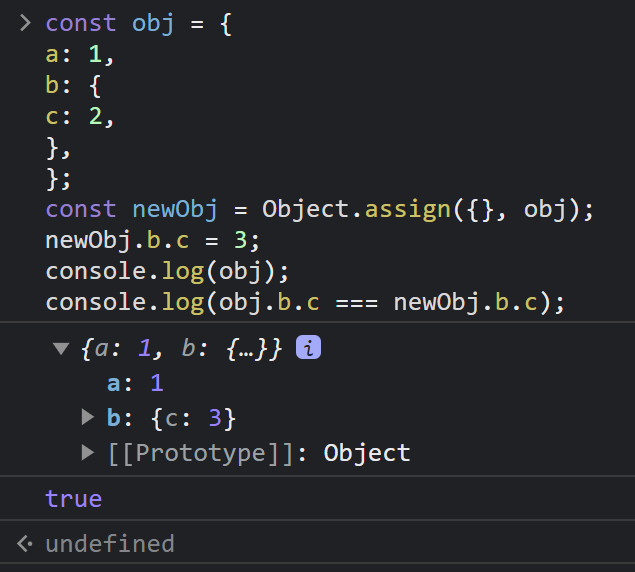 const obj = {
a: 1,
b: {
c: 2,
},
};
const newObj = Object.assign({}, obj);
newObj.b.c = 3;
console.log(obj);
console.log(obj.b.c === newObj.b.c);
{a: 1, b: {…}} i
a: 1
b: {c: 3}
[[Prototype]]: Object
true
undefined